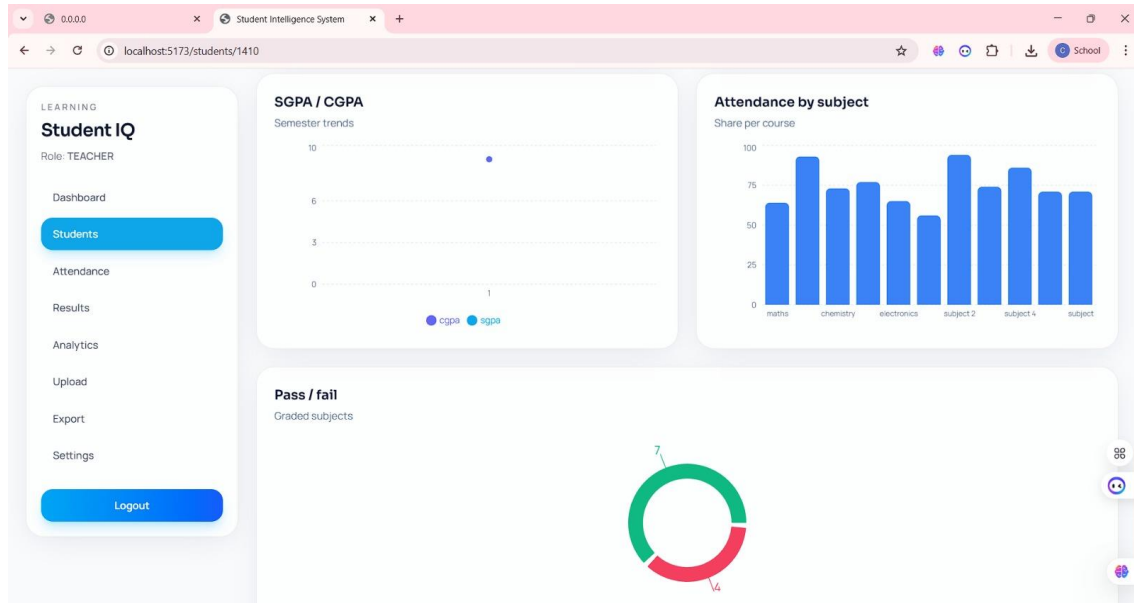 0.0.0.0
Student Intelligence System
localhost:5173/students/1410
C School
LEARNING
Student IQ
Role: TEACHER
Dashboard
Students
Attendance
Results
Analytics
Upload
Export
Settings
Logout
SGPA / CGPA
Semester trends
10
6
3
0
1
cgpa sgpa
Attendance by subject
Share per course
100
75
50
25
0
maths chemistry electronics subject 2 subject 4 subject
Pass / fail
Graded subjects
7
4